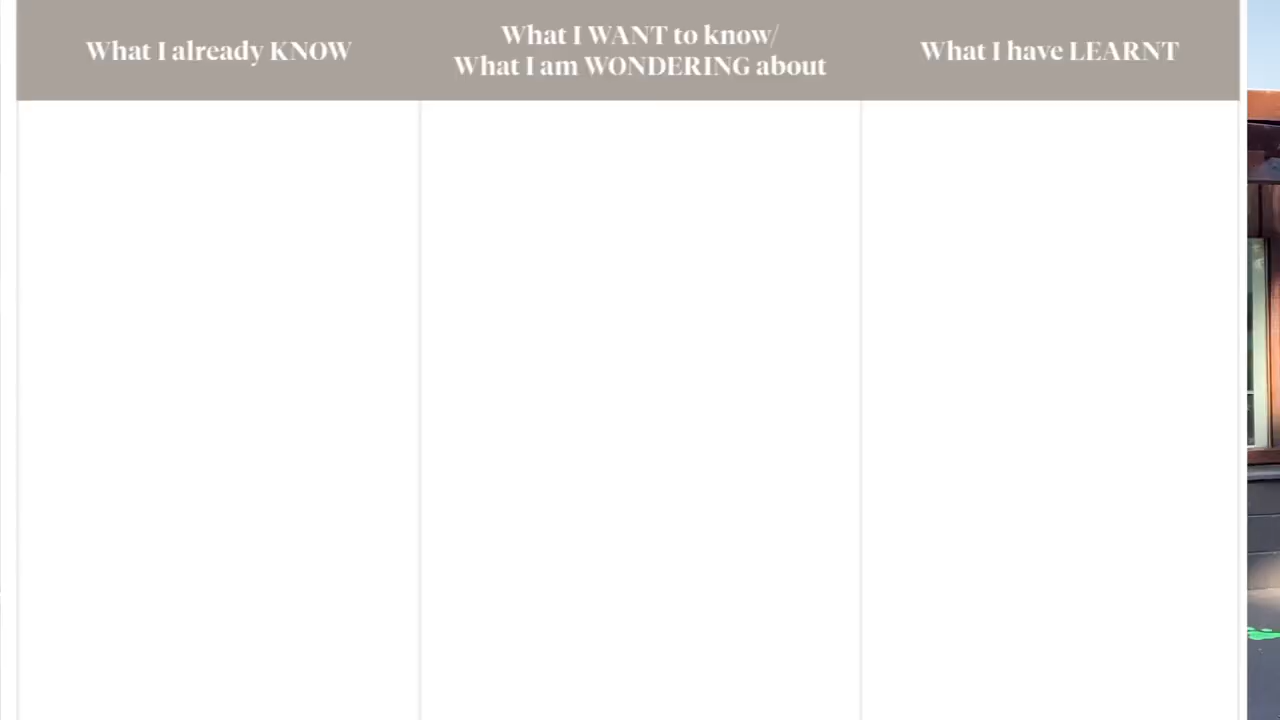 What I already KNOW
What I WANT to know/
What I am WONDERING about
What I have LEARNT